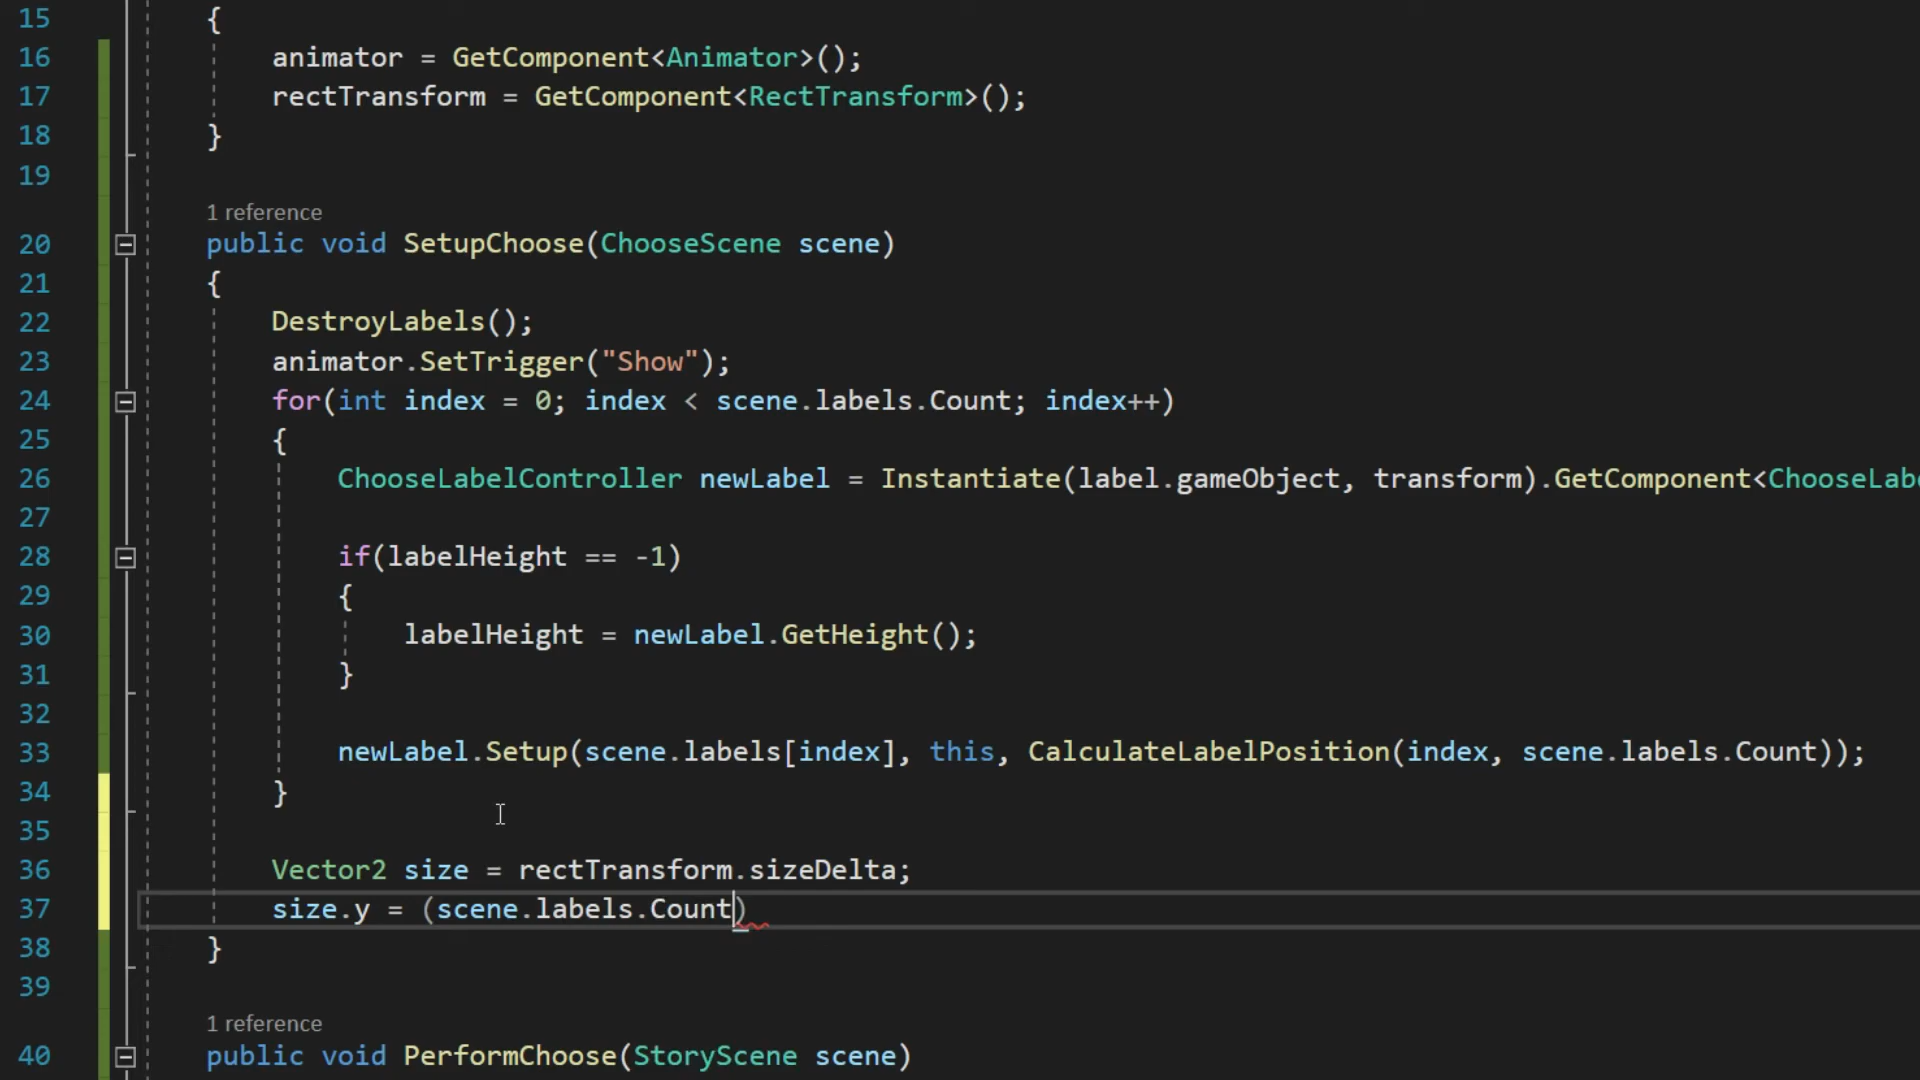 15 {
16 animator = GetComponent<Animator>();
17 rectTransform = GetComponent<RectTransform>();
18 }
19
1 reference
20 public void SetupChoose(ChooseScene scene)
21 {
22 DestroyLabels();
23 animator.SetTrigger("Show");
24 for(int index = 0; index < scene.labels.Count; index++)
25 {
26 ChooseLabelController newLabel = Instantiate(label.gameObject, transform).GetComponent<ChooseLab
27
28 if(labelHeight == -1)
29 {
30 labelHeight = newLabel.GetHeight();
31 }
32
33 newLabel.Setup(scene.labels[index], this, CalculateLabelPosition(index, scene.labels.Count));
34 }
35
36 Vector2 size = rectTransform.sizeDelta;
37 size.y = (scene.labels.Count)
38 }
39
1 reference
40 public void PerformChoose(StoryScene scene)